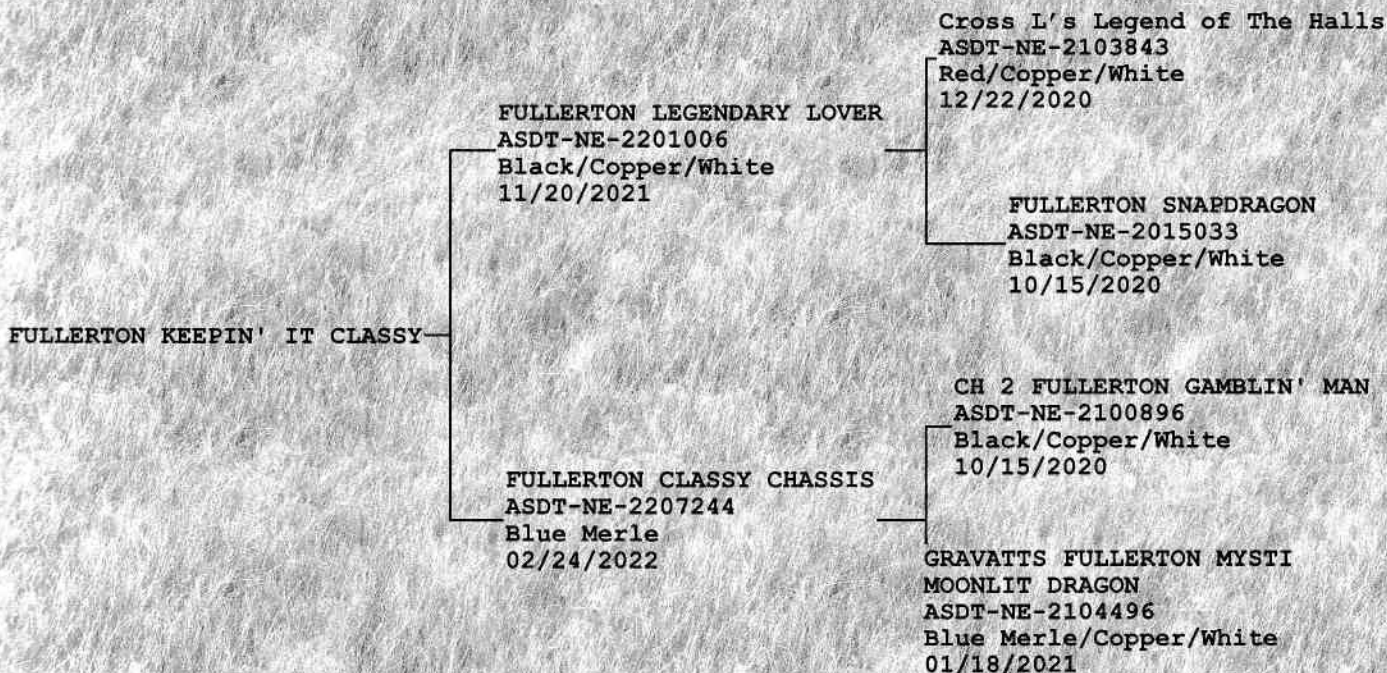 Cross L's Legend of The Halls
ASDT-NE-2103843
Red/Copper/White
12/22/2020
FULLERTON LEGENDARY LOVER
ASDT-NE-2201006
Black/Copper/White
11/20/2021
FULLERTON SNAPDRAGON
ASDT-NE-2015033
Black/Copper/White
10/15/2020
FULLERTON KEEPIN' IT CLASSY
CH 2 FULLERTON GAMBLIN' MAN
ASDT-NE-2100896
Black/Copper/White
10/15/2020
FULLERTON CLASSY CHASSIS
ASDT-NE-2207244
Blue Merle
02/24/2022
GRAVATTS FULLERTON MYSTI
MOONLIT DRAGON
ASDT-NE-2104496
Blue Merle/Copper/White
01/18/2021